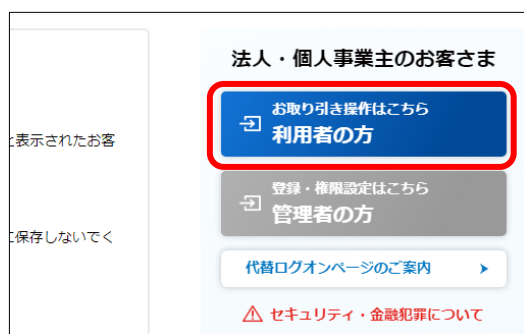 と表示されたお客
に保存しないでく
法人・個人事業主のお客さま
お取り引き操作はこちら
利用者の方
登録・権限設定はこちら
管理者の方
代替ログオンページのご案内
セキュリティ・金融犯罪について